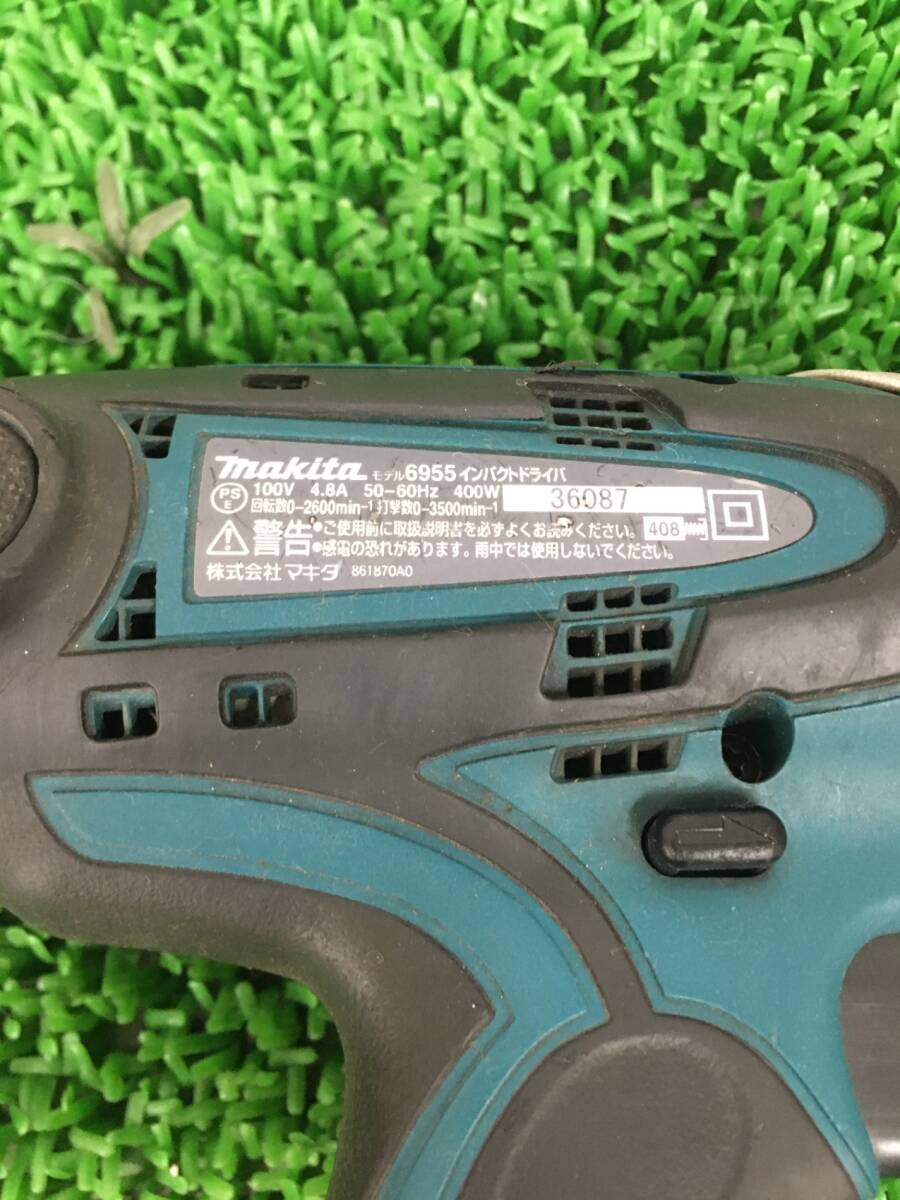 makita モデル6955 インパクトドライバ
PS E 100V 4.8A 50-60Hz 400W 36087
回転数0-2600min-1 打撃数0-3500min-1
警告 ●ご使用前に取扱説明書を必ずよくお読みください。 408
●感電の恐れがあります。雨中では使用しないでください。
株式会社 マキタ 861870A0